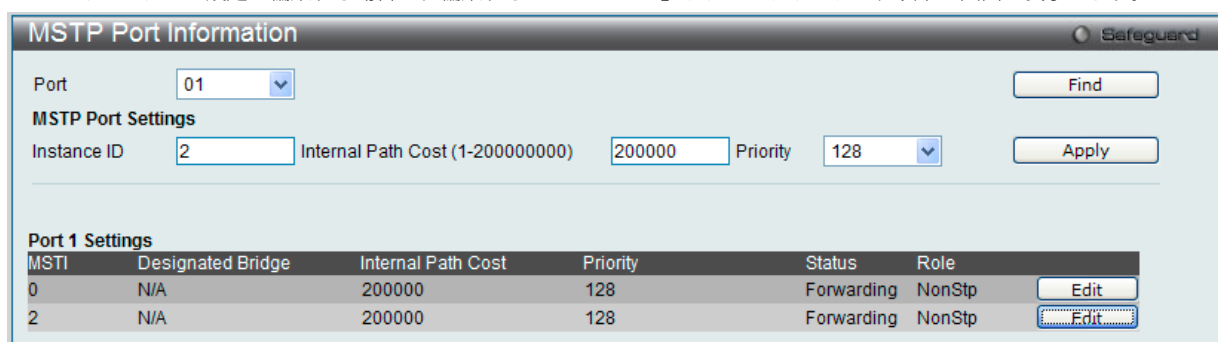 MSTP Port Information
Safeguard
Port 01 Find
MSTP Port Settings
Instance ID 2 Internal Path Cost (1-200000000) 200000 Priority 128 Apply
Port 1 Settings
MSTI Designated Bridge Internal Path Cost Priority Status Role
0 N/A 200000 128 Forwarding NonStp Edit
2 N/A 200000 128 Forwarding NonStp Edit